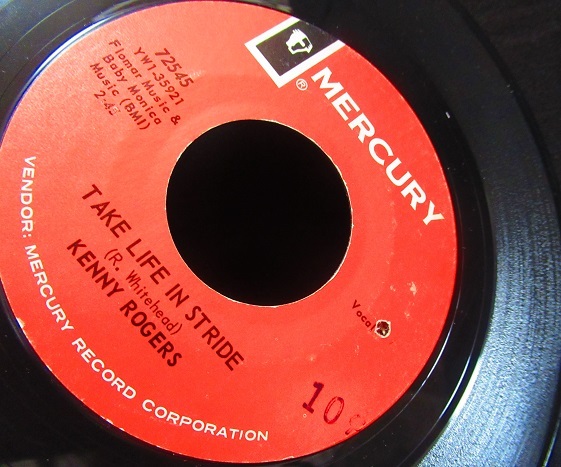 MERCURY
®
72545
YW1-35921
Flomar Music &
Baby Monica
Music (BMI)
Vocal
TAKE LIFE IN STRIDE
(R. Whitehead)
KENNY ROGERS
VENDOR: MERCURY RECORD CORPORATION